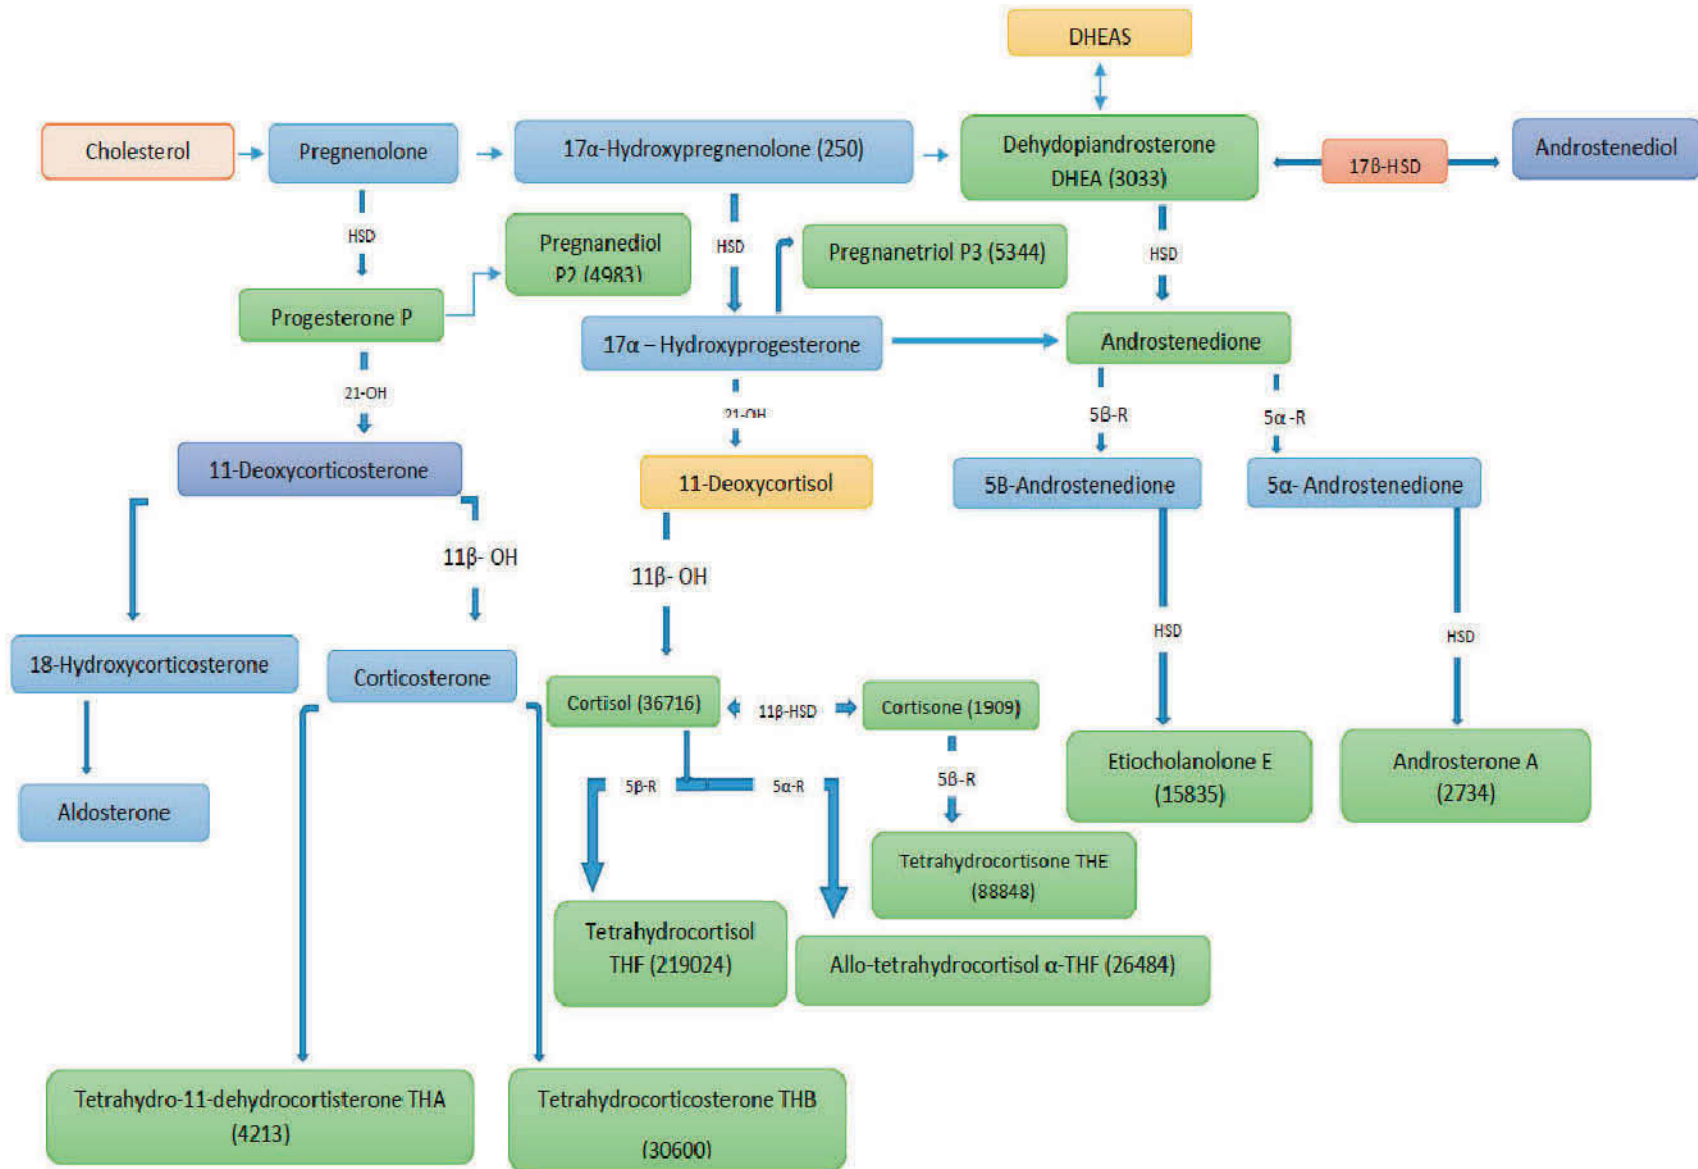 DHEAS
Cholesterol
Pregnenolone
17α-Hydroxypregnenolone (250)
Dehydopiandrosterone
DHEA (3033)
17β-HSD
Androstenediol
HSD
Pregnanediol
P2 (4983)
HSD
Pregnanetriol P3 (5344)
HSD
Progesterone P
17α – Hydroxyprogesterone
Androstenedione
21-OH
21-OH
5β-R
5α -R
11-Deoxycorticosterone
11-Deoxycortisol
5B-Androstenedione
5α- Androstenedione
11β- OH
11β- OH
HSD
HSD
18-Hydroxycorticosterone
Corticosterone
Cortisol (36716)
11β-HSD
Cortisone (1909)
5β-R
5α-R
5β-R
Etiocholanolone E
(15835)
Androsterone A
(2734)
Aldosterone
Tetrahydrocortisone THE
(88848)
Tetrahydrocortisol
THF (219024)
Allo-tetrahydrocortisol α-THF (26484)
Tetrahydro-11-dehydrocortisterone THA
(4213)
Tetrahydrocorticosterone THB
(30600)